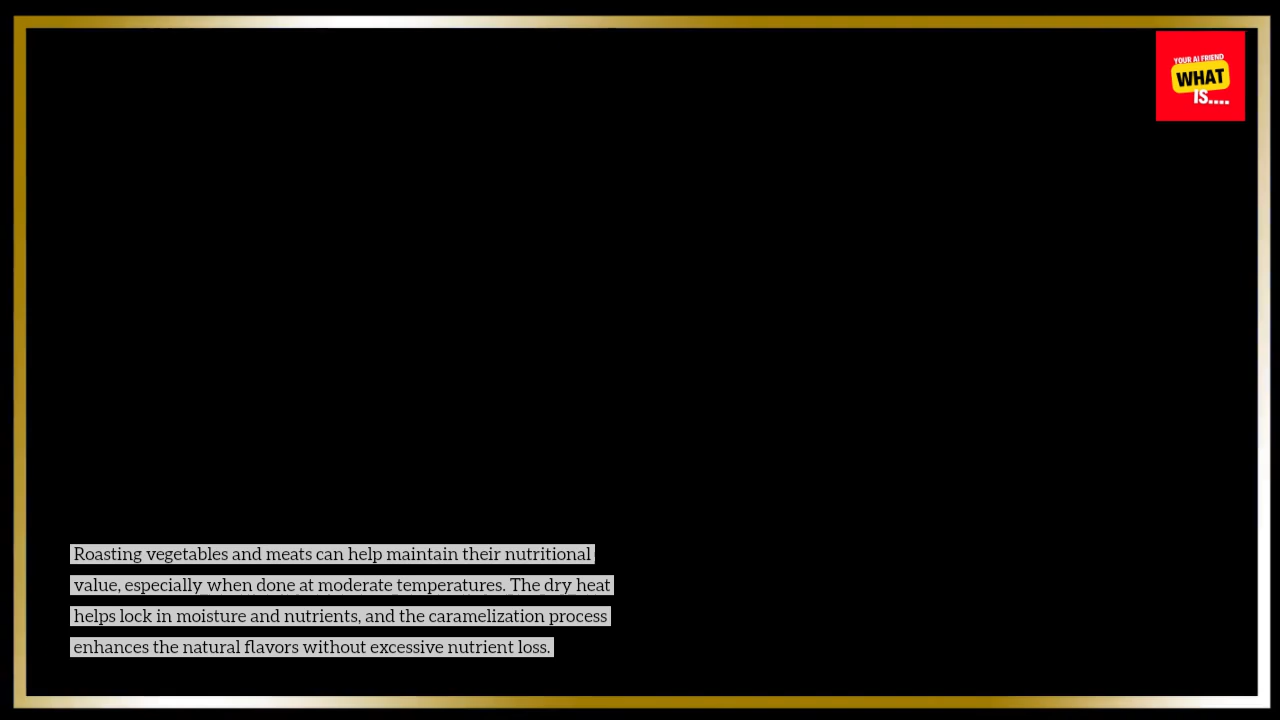 YOUR AI FRIEND
WHAT
IS....
Roasting vegetables and meats can help maintain their nutritional
value, especially when done at moderate temperatures. The dry heat
helps lock in moisture and nutrients, and the caramelization process
enhances the natural flavors without excessive nutrient loss.